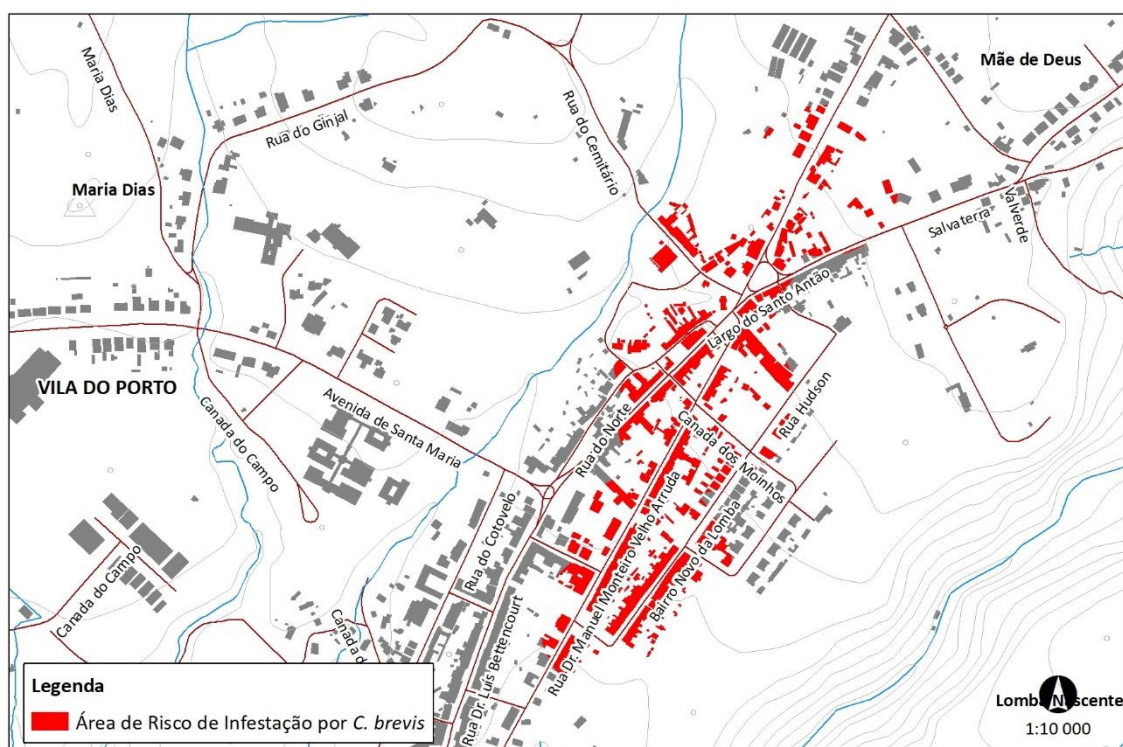 Maria Dias
Mãe de Deus
Rua do Ginjal
Rua do Cemitário
Maria Dias
Salvaterra
Valverde
Largo do Santo Antão
VILA DO PORTO
Canada do Campo
Avenida de Santa Maria
Rua do Norte
Canada dos Moinhos
Rua Hudson
Canada do Campo
Rua do Cotovelo
Rua Dr. Manuel Monteiro Velho Arruda
Bairro Novo da Lomba
Rua Dr. Luís Bettencourt
Canada d
Legenda
Área de Risco de Infestação por C. brevis
Lomba Nascente
1:10 000